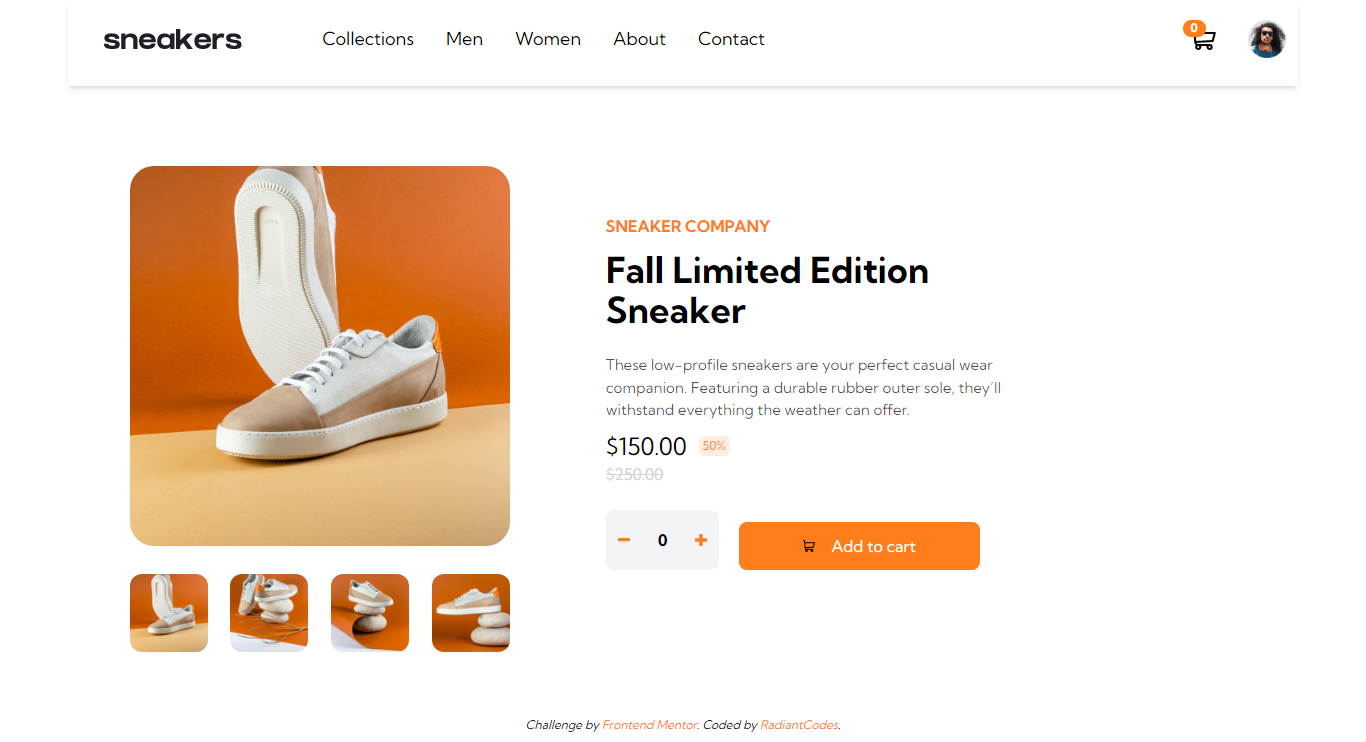 sneakers Collections Men Women About Contact 0
SNEAKER COMPANY
Fall Limited Edition
Sneaker
These low-profile sneakers are your perfect casual wear
companion. Featuring a durable rubber outer sole, they’ll
withstand everything the weather can offer.
$150.00 50%
$250.00
0 Add to cart
Challenge by Frontend Mentor. Coded by RadiantCodes.